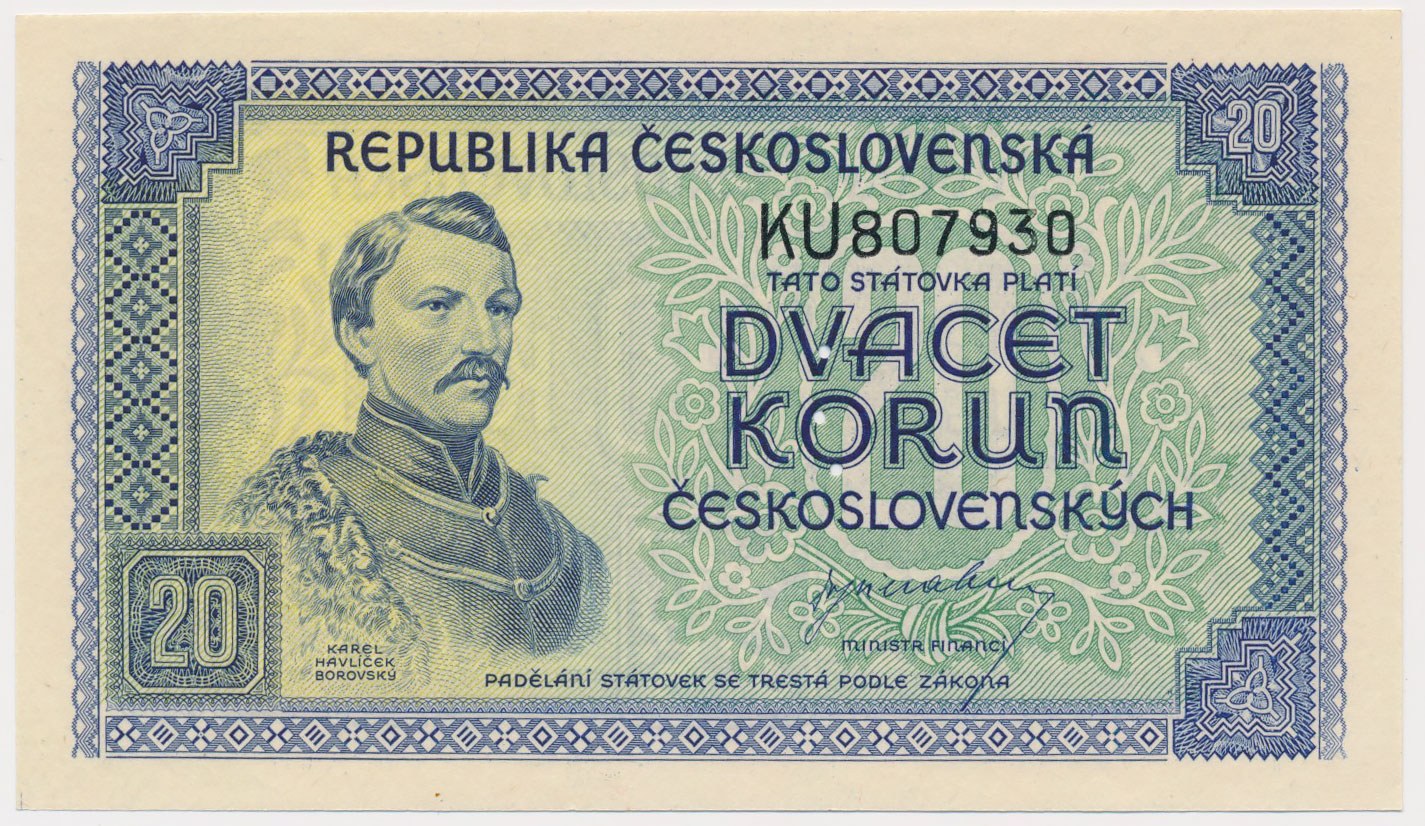 20
REPUBLIKA ČESKOSLOVENSKÁ
KU807930
TATO STÁTOVKA PLATÍ
DVACET
KORUN
ČESKOSLOVENSKÝCH
MINISTR FINANCÍ
20
KAREL
HAVLÍČEK
BOROVSKÝ
PADĚLÁNÍ STÁTOVEK SE TRESTÁ PODLE ZÁKONA